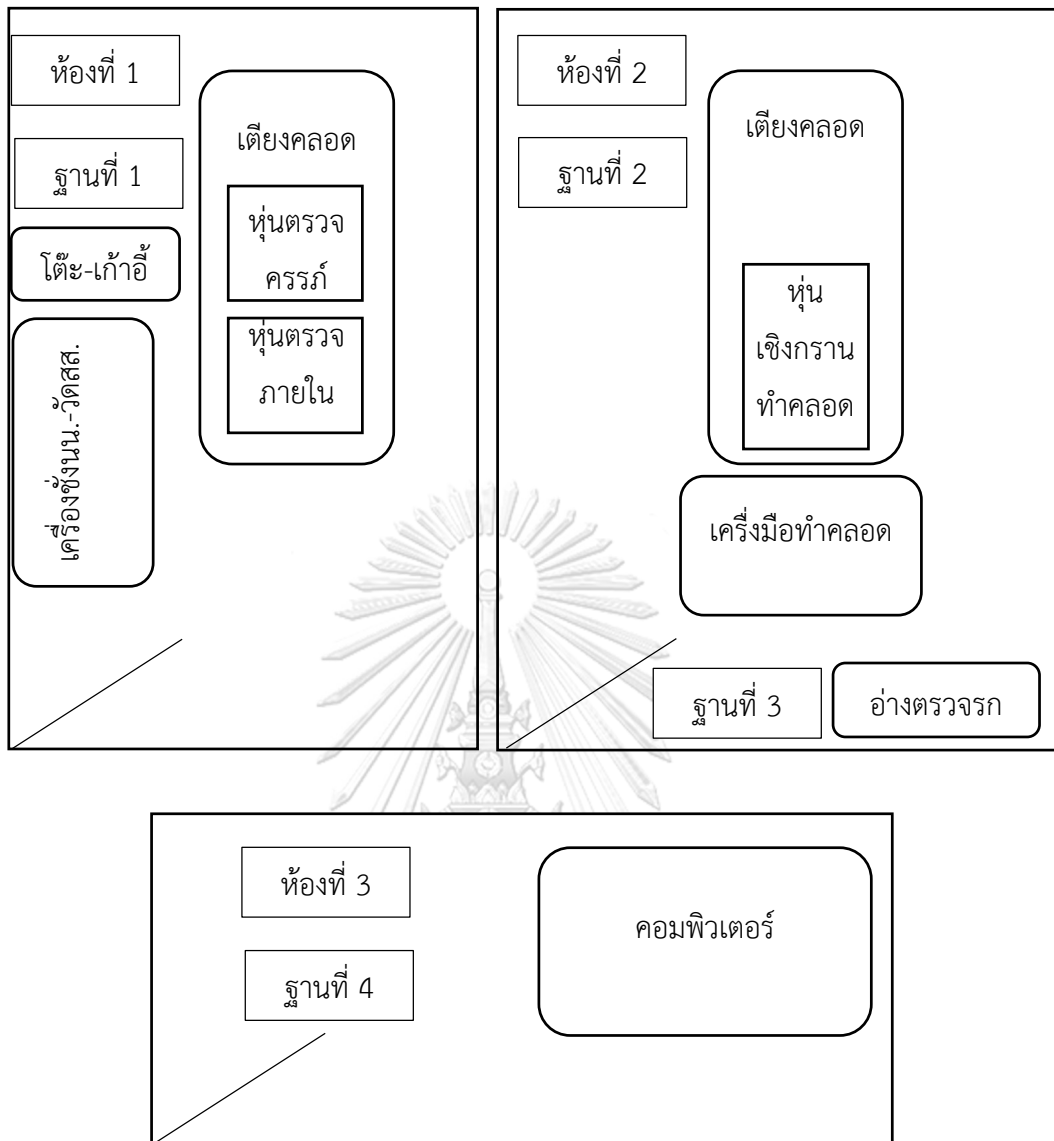 ห้องที่ 1
ฐานที่ 1
โต๊ะ-เก้าอี้
เครื่องชั่งนน.-วัดสส.
เตียงคลอด
หุ่นตรวจ
ครรภ์
หุ่นตรวจ
ภายใน
ห้องที่ 2
ฐานที่ 2
เตียงคลอด
หุ่น
เชิงกราน
ทำคลอด
เครื่งมือทำคลอด
ฐานที่ 3
อ่างตรวจรก
ห้องที่ 3
ฐานที่ 4
คอมพิวเตอร์